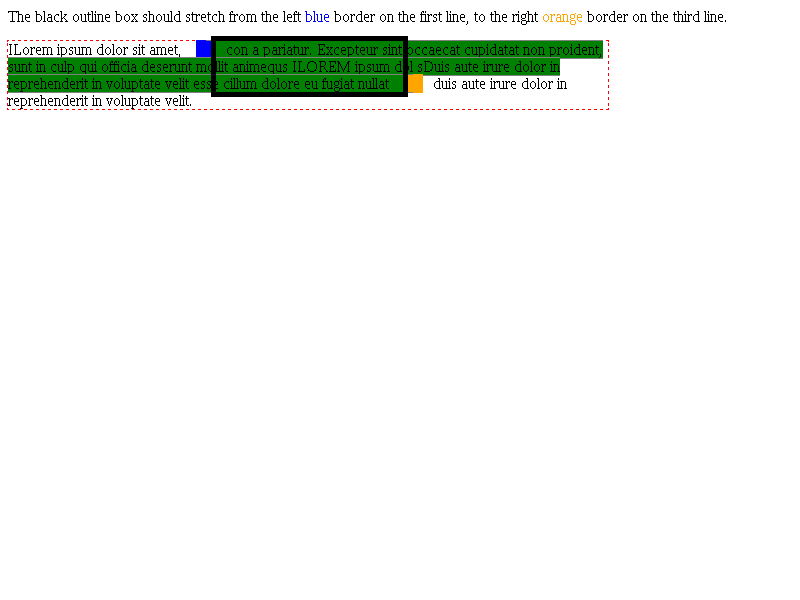 The black outline box should stretch from the left blue border on the first line, to the right orange border on the third line.
ILorem ipsum dolor sit amet, con a pariatur. Excepteur sint occaecat cupidatat non proident,
sunt in culp qui officia deserunt mollit animequs ILOREM ipsum dol sDuis aute irure dolor in
reprehenderit in voluptate velit esse cillum dolore eu fugiat nullat duis aute irure dolor in
reprehenderit in voluptate velit.